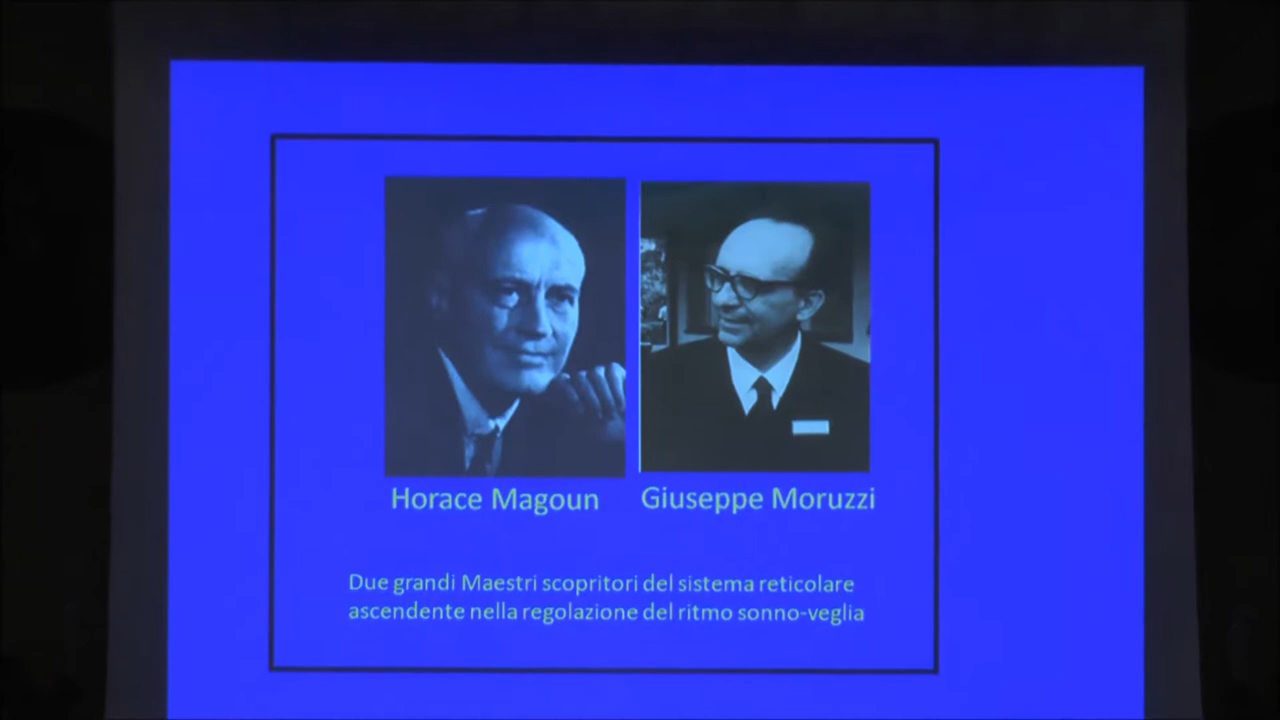 Horace Magoun
Giuseppe Moruzzi
Due grandi Maestri scopritori del sistema reticolare
ascendente nella regolazione del ritmo sonno-veglia